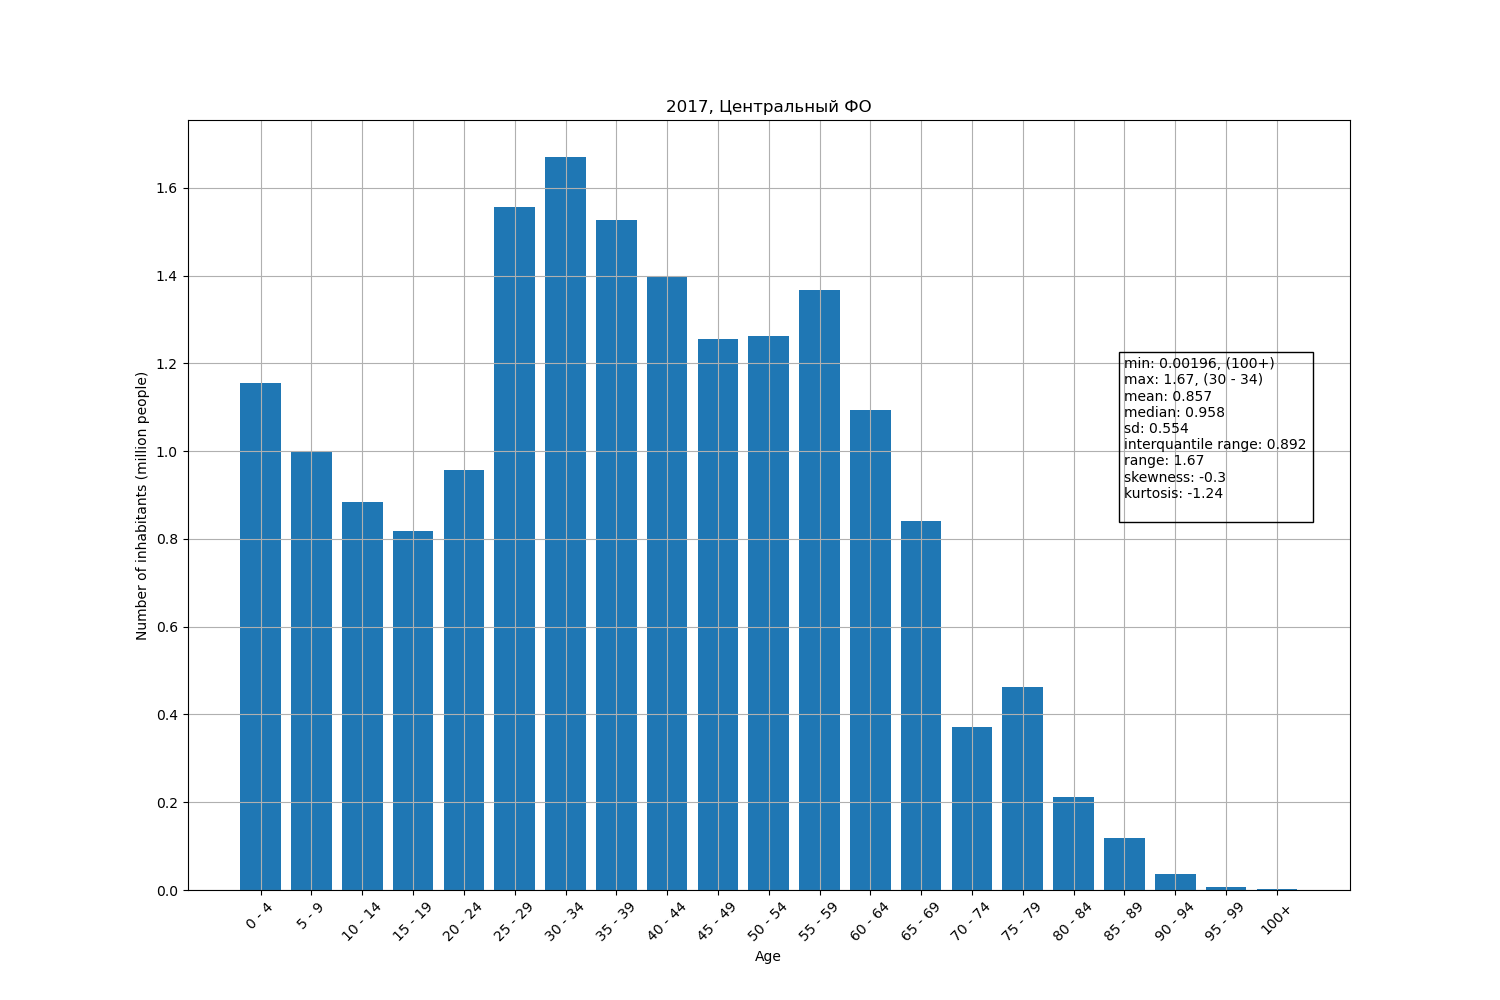 2017, Центральный ФО
Number of inhabitants (million people)
1.6
1.4
1.2
1.0
0.8
0.6
0.4
0.2
0.0
min: 0.00196, (100+)
max: 1.67, (30 - 34)
mean: 0.857
median: 0.958
sd: 0.554
interquantile range: 0.892
range: 1.67
skewness: -0.3
kurtosis: -1.24
0 - 4
5 - 9
10 - 14
15 - 19
20 - 24
25 - 29
30 - 34
35 - 39
40 - 44
45 - 49
50 - 54
55 - 59
60 - 64
65 - 69
70 - 74
75 - 79
80 - 84
85 - 89
90 - 94
95 - 99
100+
Age